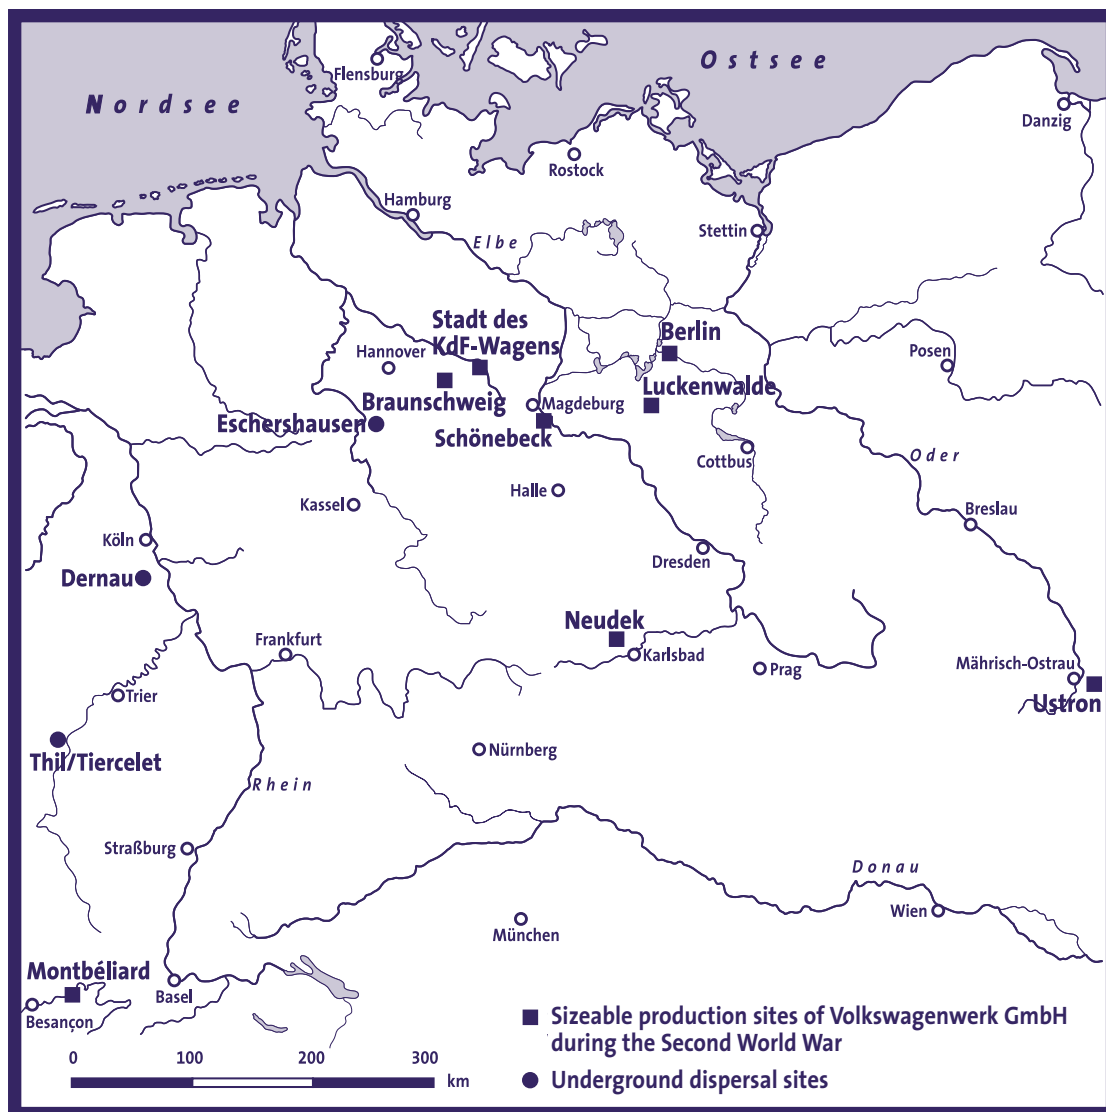 Flensburg
Ostsee
Nordsee
Danzig
Rostock
Hamburg
Stettin
Elbe
Stadt des
KdF-Wagens
Berlin
Hannover
Posen
Luckenwalde
Braunschweig
Magdeburg
Eschershausen
Schönebeck
Cottbus
Oder
Halle
Kassel
Breslau
Köln
Dresden
Dernau
Neudek
Frankfurt
Karlsbad
Prag
Mährisch-Ostrau
Trier
Ustron
Thil/Tiercelet
Nürnberg
Rhein
Straßburg
Donau
Wien
München
Montbéliard
Basel
Besançon
Sizeable production sites of Volkswagenwerk GmbH
during the Second World War
0 100 200 300
km
Underground dispersal sites